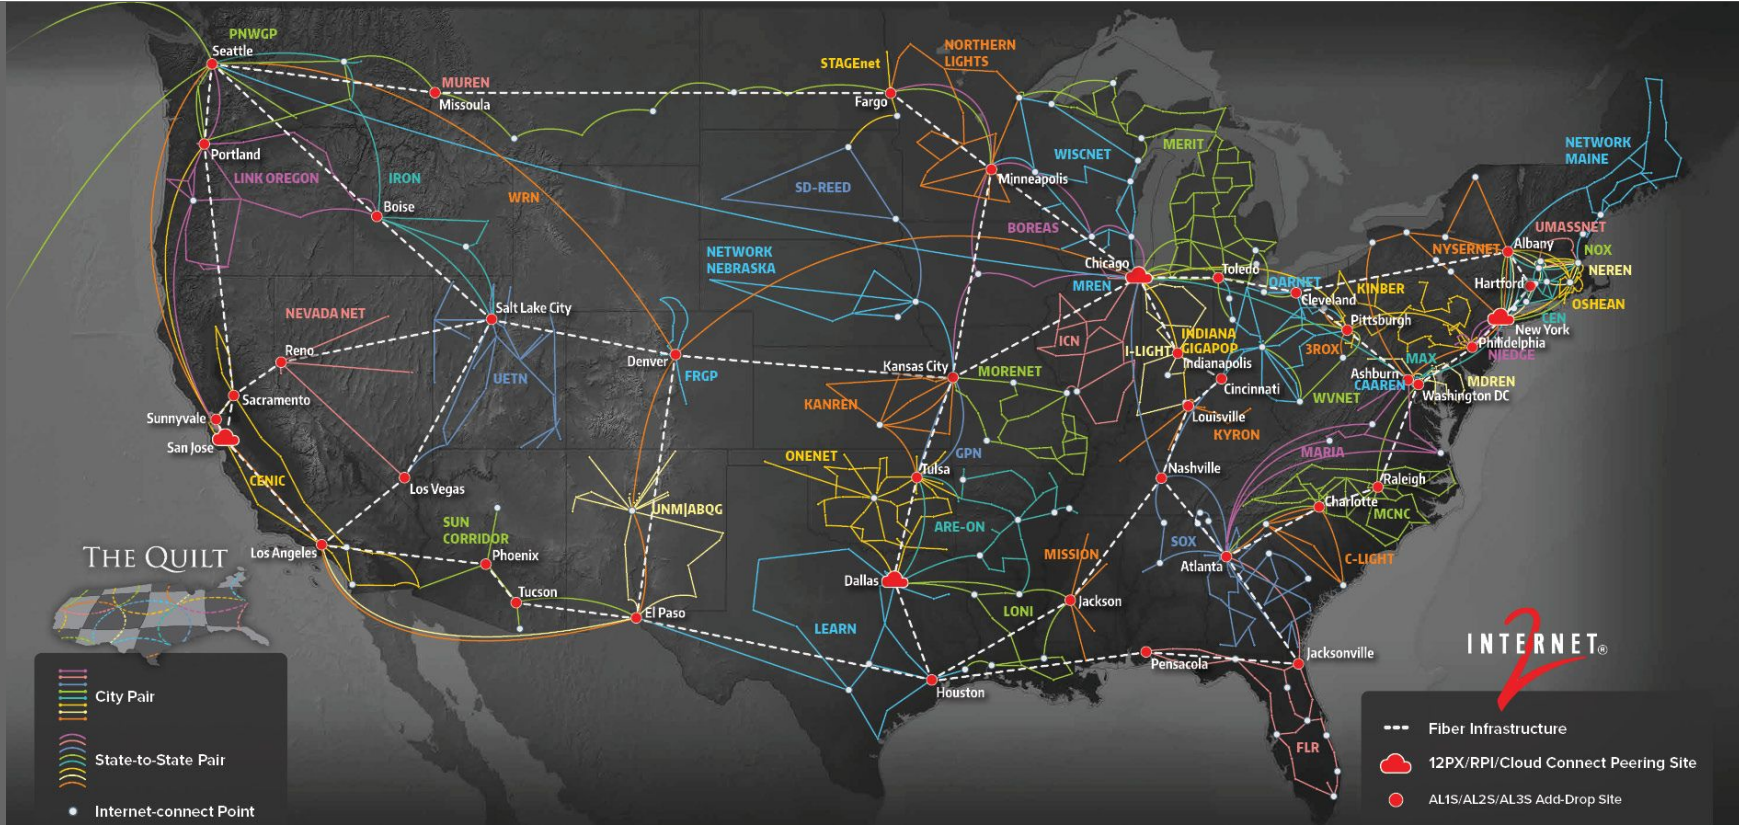 PNWGP
Seattle
MUREN
Missoula
STAGEnet
NORTHERN
LIGHTS
Fargo
Portland
LINK OREGON
IRON
Boise
WRN
SD-REED
Minneapolis
WISCNET
MERIT
NETWORK
MAINE
BOREAS
NETWORK
NEBRASKA
Chicago
MREN
Toledo
OARNET
Cleveland
KINBER
NYSERNET
UMASSNET
Albany
NOX
NEREN
Hartford
OSHEAN
CEN
New York
Philidelphia
NJEDGE
Pittsburgh
3ROX
MAX
Ashburn
CAAREN
MDREN
Washington DC
WVNET
NEVADA NET
Reno
Salt Lake City
UETN
Denver
FRGP
Kansas City
MORENET
ICN
I-LIGHT
INDIANA
GIGAPOP
Indianapolis
Cincinnati
Louisville
KYRON
Sacramento
Sunnyvale
San Jose
CENIC
Las Vegas
KANREN
GPN
ONENET
Tulsa
Nashville
MARIA
Raleigh
Charlotte
MCNC
Los Angeles
SUN
CORRIDOR
Phoenix
Tucson
UNM|ABQG
El Paso
ARE-ON
Dallas
MISSION
Jackson
LONI
LEARN
SOX
Atlanta
C-LIGHT
Houston
Pensacola
Jacksonville
FLR
THE QUILT
City Pair
State-to-State Pair
Internet-connect Point
INTERNET®
2
Fiber Infrastructure
12PX/RPI/Cloud Connect Peering Site
AL1S/AL2S/AL3S Add-Drop Site